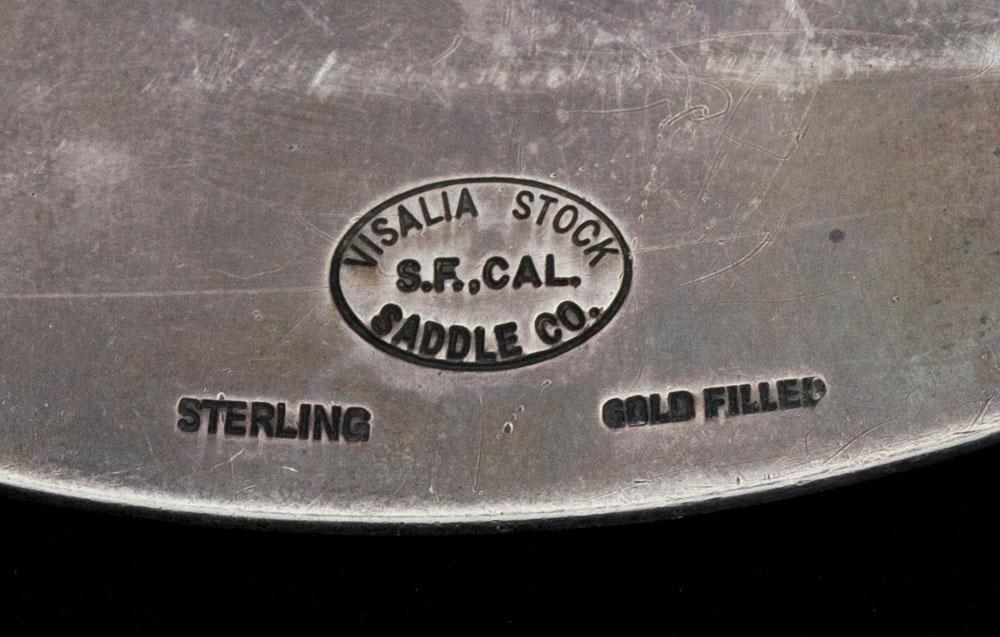 VISALIA STOCK
S.F., CAL.
SADDLE CO.
STERLING
GOLD FILLED